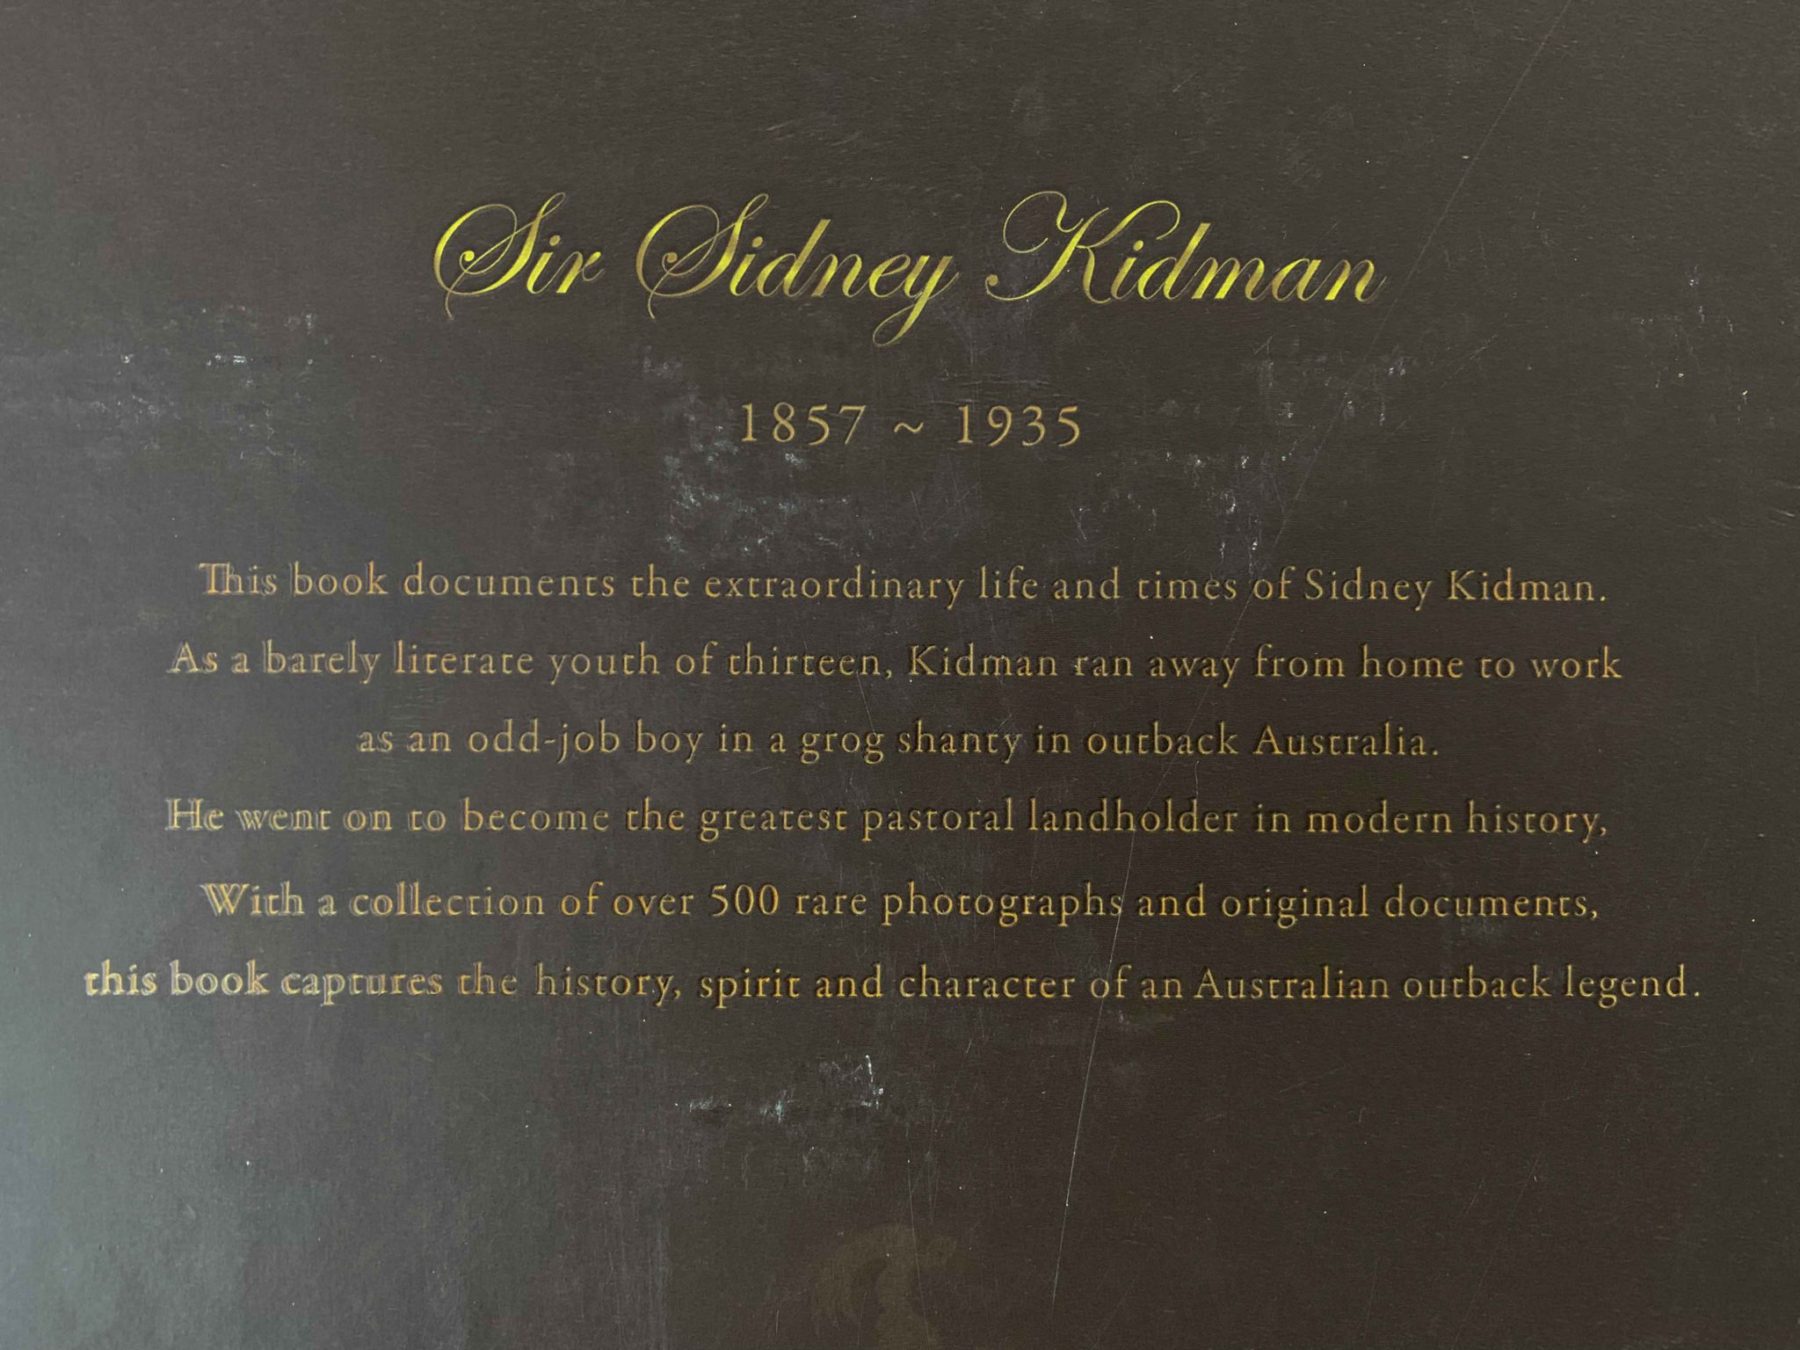 Sir Sidney Kidman
1857 ~ 1935
This book documents the extraordinary life and times of Sidney Kidman.
As a barely literate youth of thirteen, Kidman ran away from home to work
as an odd-job boy in a grog shanty in outback Australia.
He went on to become the greatest pastoral landholder in modern history,
With a collection of over 500 rare photographs and original documents,
this book captures the history, spirit and character of an Australian outback legend.